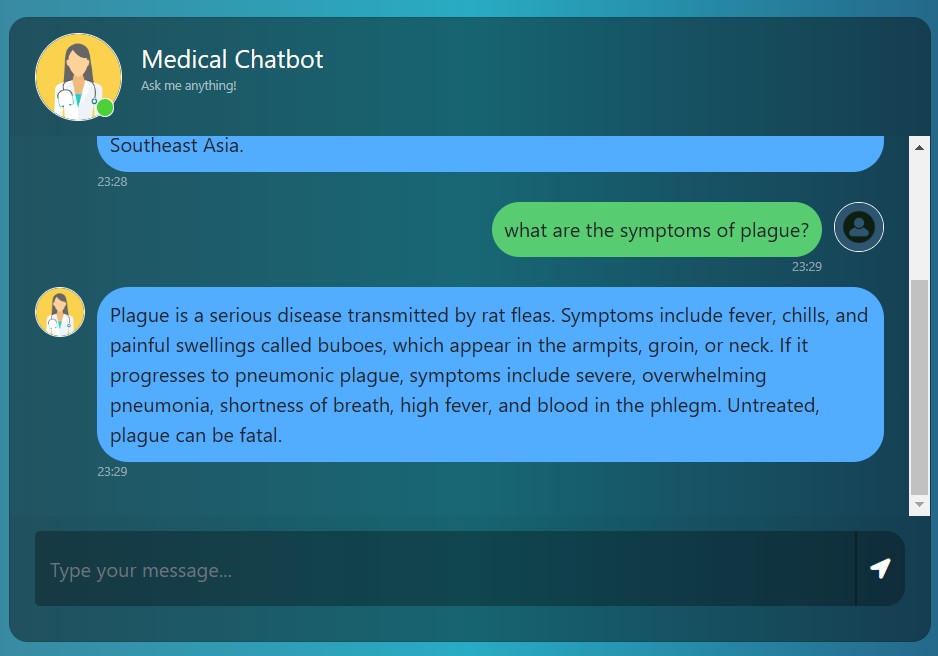 Medical Chatbot
Ask me anything!
Southeast Asia.
23:28
what are the symptoms of plague?
23:29
Plague is a serious disease transmitted by rat fleas. Symptoms include fever, chills, and
painful swellings called buboes, which appear in the armpits, groin, or neck. If it
progresses to pneumonic plague, symptoms include severe, overwhelming
pneumonia, shortness of breath, high fever, and blood in the phlegm. Untreated,
plague can be fatal.
23:29
Type your message...